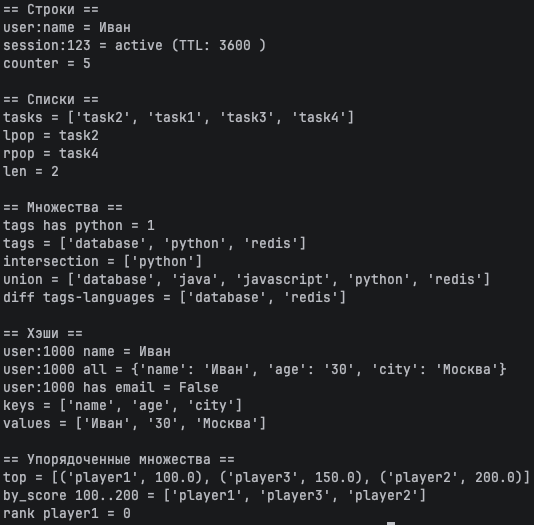 == Строки ==
user:name = Иван
session:123 = active (TTL: 3600 )
counter = 5
== Списки ==
tasks = ['task2', 'task1', 'task3', 'task4']
lpop = task2
rpop = task4
len = 2
== Множества ==
tags has python = 1
tags = ['database', 'python', 'redis']
intersection = ['python']
union = ['database', 'java', 'javascript', 'python', 'redis']
diff tags-languages = ['database', 'redis']
== Хэши ==
user:1000 name = Иван
user:1000 all = {'name': 'Иван', 'age': '30', 'city': 'Москва'}
user:1000 has email = False
keys = ['name', 'age', 'city']
values = ['Иван', '30', 'Москва']
== Упорядоченные множества ==
top = [('player1', 100.0), ('player3', 150.0), ('player2', 200.0)]
by_score 100..200 = ['player1', 'player3', 'player2']
rank player1 = 0